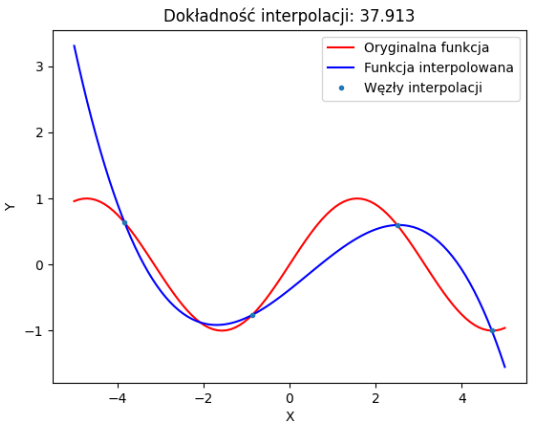 Dokładność interpolacji: 37.913
Oryginalna funkcja
Funkcja interpolowana
Węzły interpolacji
3
2
1
0
−1
Y
−4
−2
0
2
4
X